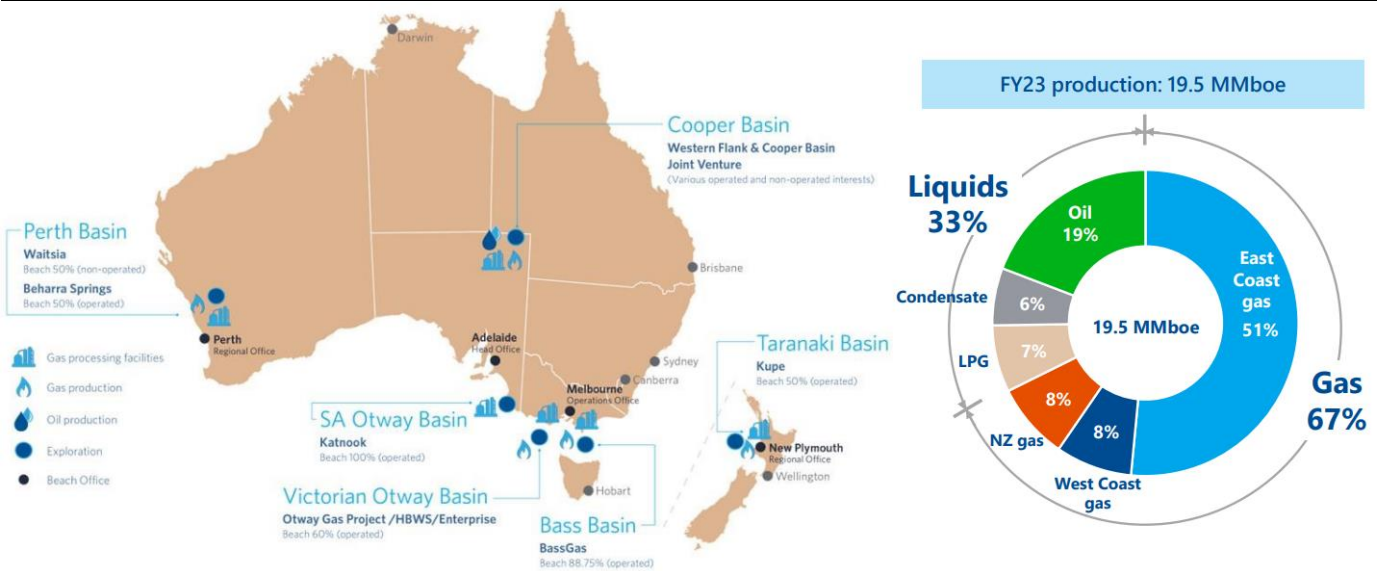 Darwin
Cooper Basin
Western Flank & Cooper Basin
Joint Venture
(Various operated and non-operated interests)
Perth Basin
Waitsia
Beach 50% (non-operated)
Beharra Springs
Beach 50% (operated)
Brisbane
Perth
Regional Office
Adelaide
Head Office
Sydney
Canberra
Melbourne
Operations Office
Gas processing facilities
Gas production
Oil production
Exploration
Beach Office
SA Otway Basin
Katnook
Beach 100% (operated)
Victorian Otway Basin
Otway Gas Project /HBWS/Enterprise
Beach 60% (operated)
Hobart
Bass Basin
BassGas
Beach 88.75% (operated)
Taranaki Basin
Kupe
Beach 50% (operated)
New Plymouth
Regional Office
Wellington
FY23 production: 19.5 MMboe
Liquids
33%
Oil
19%
East
Coast
gas
51%
Condensate
6%
19.5 MMboe
LPG
7%
Gas
67%
NZ gas
8%
8%
West Coast
gas